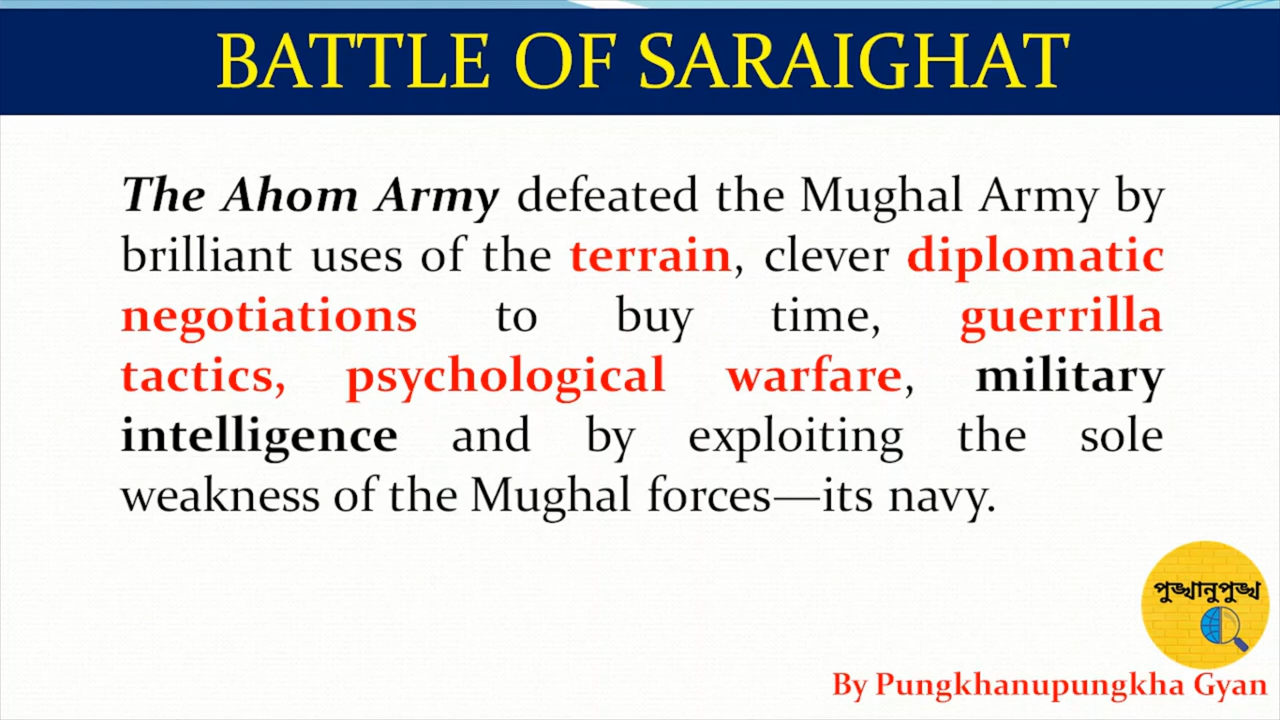 BATTLE OF SARAIGHAT
The Ahom Army defeated the Mughal Army by
brilliant uses of the terrain, clever diplomatic
negotiations to buy time, guerrilla
tactics, psychological warfare, military
intelligence and by exploiting the sole
weakness of the Mughal forces—its navy.
পুঙ্খানুপুঙ্খ
By Pungkhanupungkha Gyan